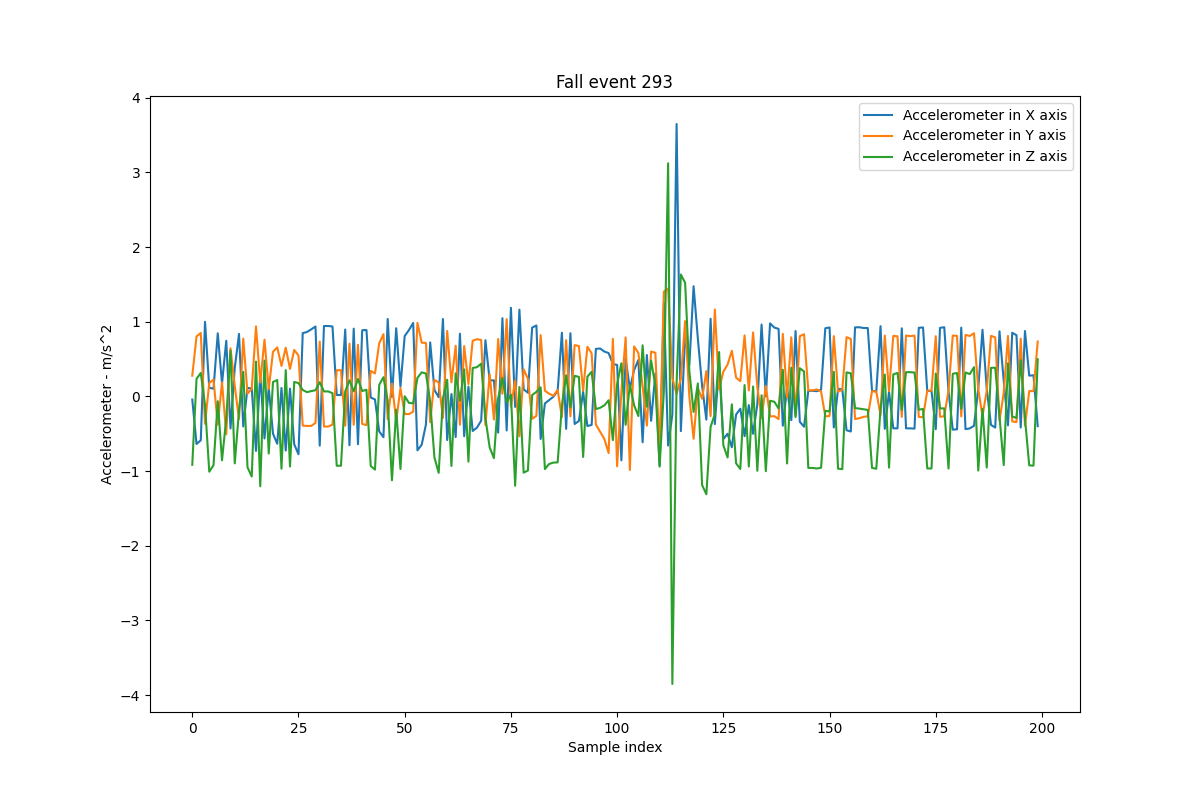 Fall event 293
Accelerometer in X axis
Accelerometer in Y axis
Accelerometer in Z axis
Accelerometer - m/s^2
4
3
2
1
0
−1
−2
−3
−4
0 25 50 75 100 125 150 175 200
Sample index